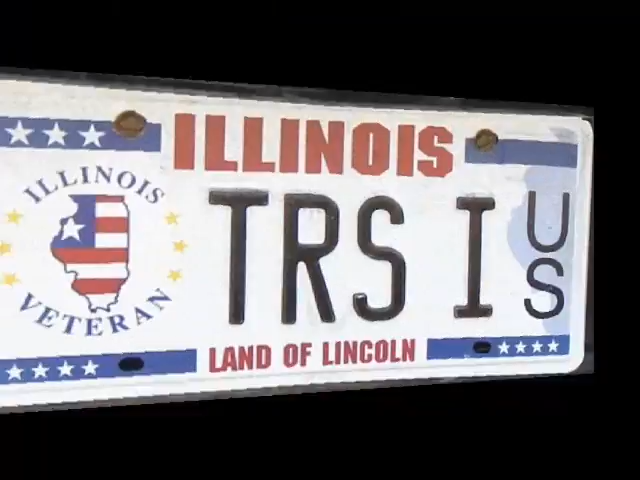 ILLINOIS
ILLINOIS
VETERAN
TRS I
US
LAND OF LINCOLN